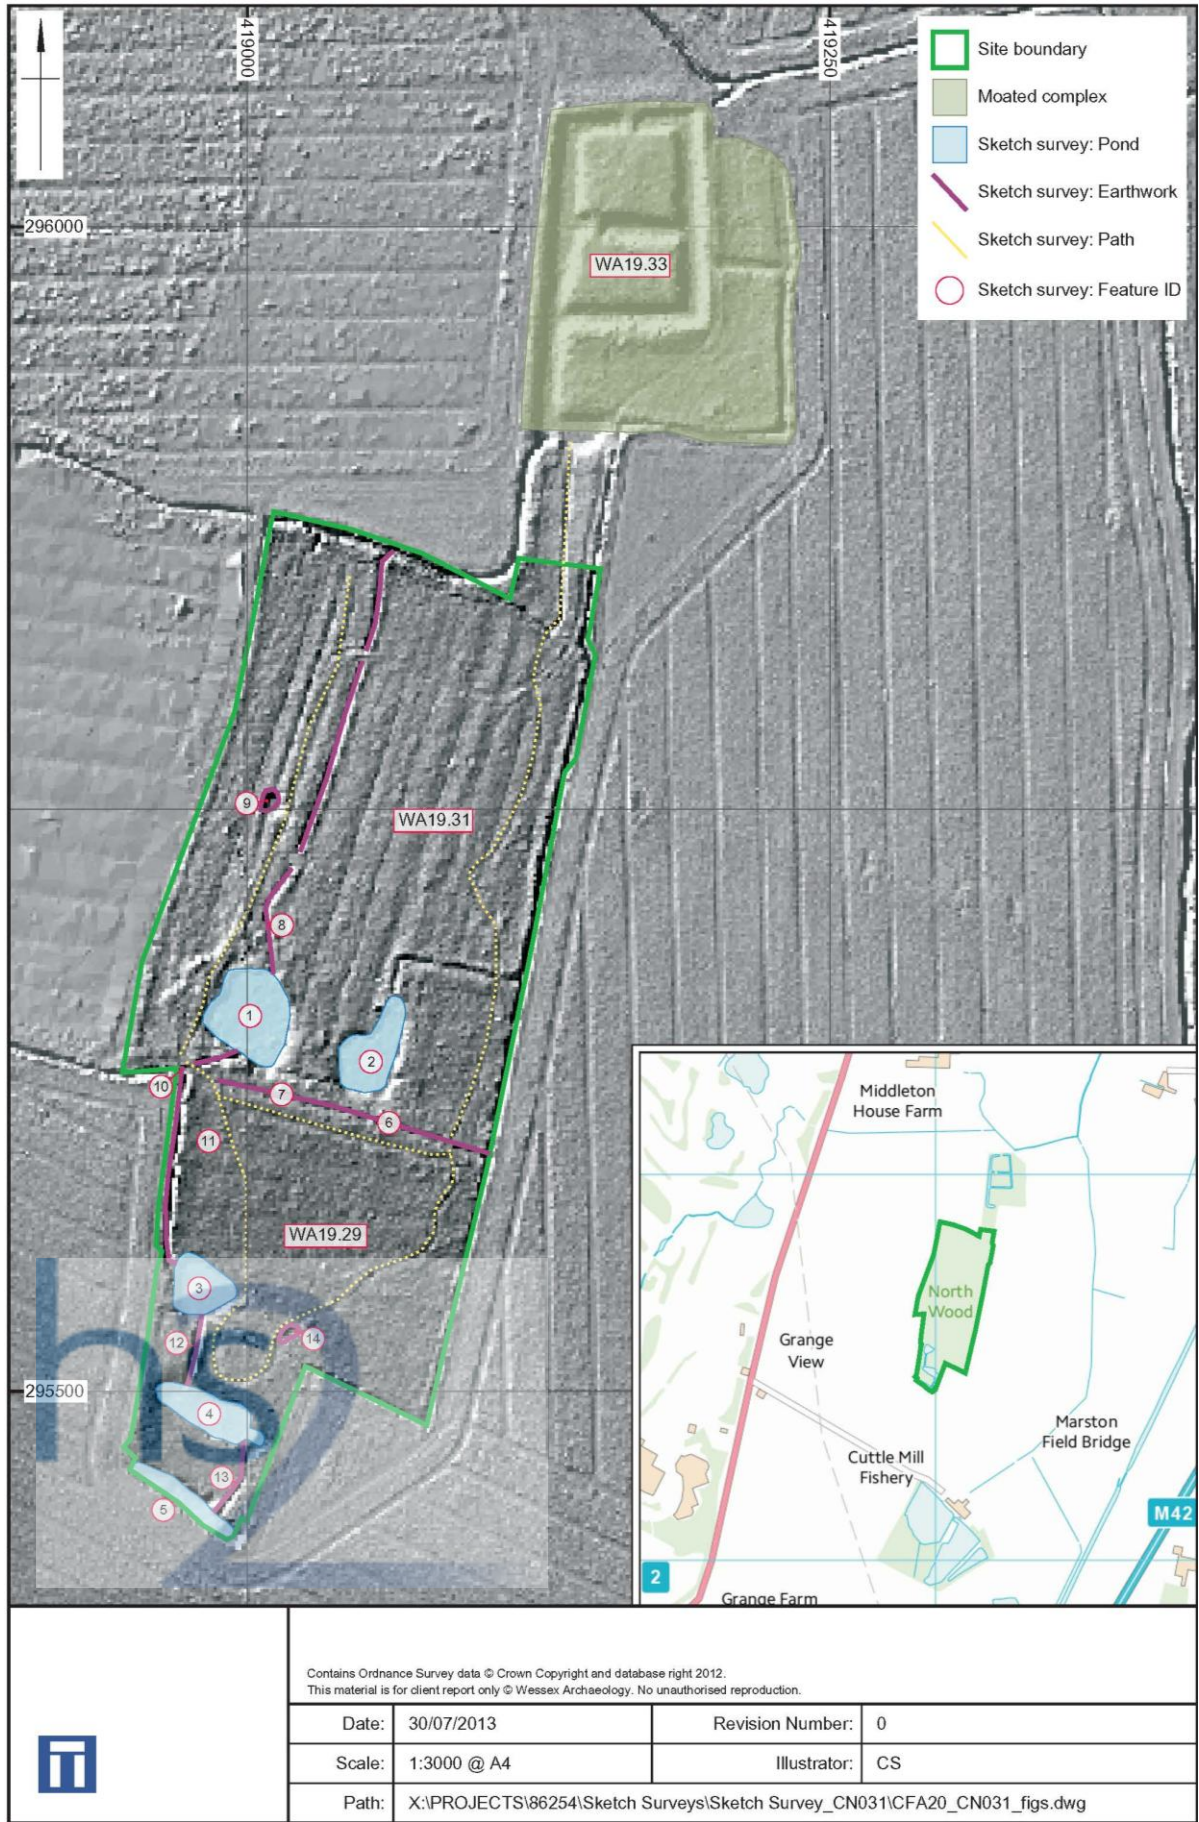 419000
419250
Site boundary
Moated complex
Sketch survey: Pond
Sketch survey: Earthwork
Sketch survey: Path
Sketch survey: Feature ID
296000
WA19.33
9
WA19.31
8
1
2
10
7
6
11
WA19.29
3
12
14
295500
4
13
5
hs2
Middleton
House Farm
North
Wood
Grange
View
Marston
Field Bridge
Cuttle Mill
Fishery
M42
2
Grange Farm
Contains Ordnance Survey data © Crown Copyright and database right 2012.
This material is for client report only © Wessex Archaeology. No unauthorised reproduction.
Date: 30/07/2013 Revision Number: 0
Scale: 1:3000 @ A4 Illustrator: CS
Path: X:\PROJECTS\86254\Sketch Surveys\Sketch Survey_CN031\CFA20_CN031_figs.dwg